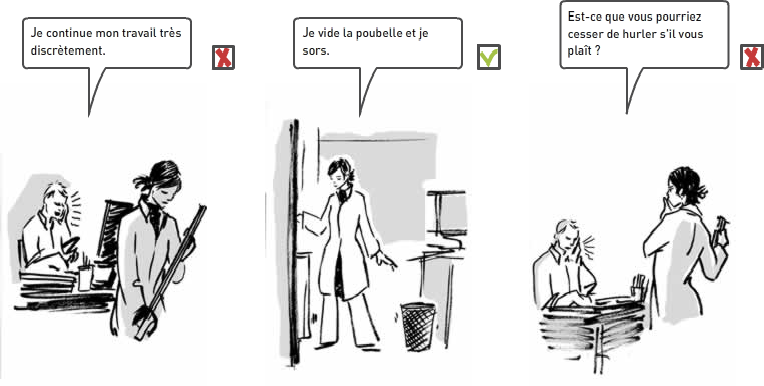 Je continue mon travail très
discrètement.
Je vide la poubelle et je
sors.
Est-ce que vous pourriez
cesser de hurler s'il vous
plaît ?